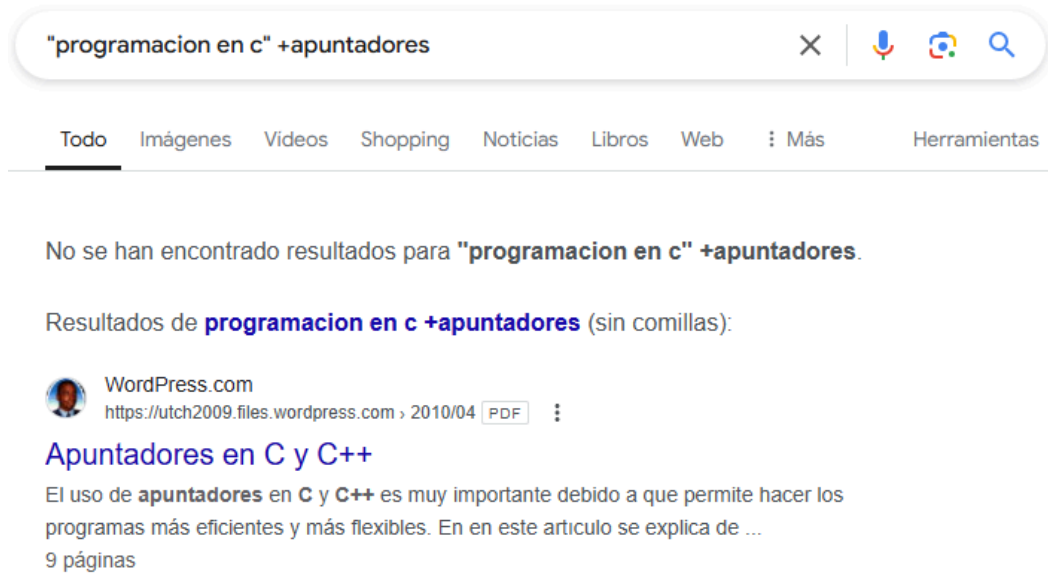 "programacion en c" +apuntadores
Todo Imágenes Vídeos Shopping Noticias Libros Web Más Herramientas
No se han encontrado resultados para "programacion en c" +apuntadores.
Resultados de programacion en c +apuntadores (sin comillas):
WordPress.com
https://utch2009.files.wordpress.com › 2010/04 PDF
Apuntadores en C y C++
El uso de apuntadores en C y C++ es muy importante debido a que permite hacer los
programas más eficientes y más flexibles. En en este artıculo se explica de ...
9 páginas